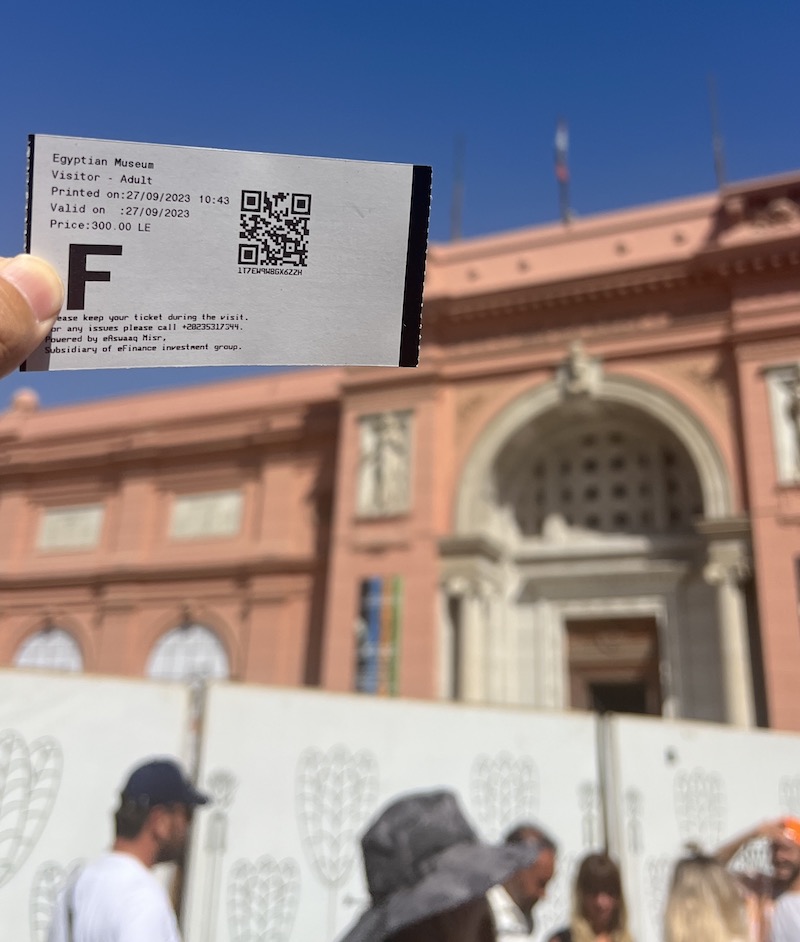 Egyptian Museum
Visitor - Adult
Printed on:27/09/2023 10:43
Valid on  :27/09/2023
Price:300.00 LE
1T7EW9WBGX6ZZH
F
ease keep your ticket during the visit.
or any issues please call +20235317344.
Powered by eAswaaq Misr,
Subsidiary of eFinance investment group.